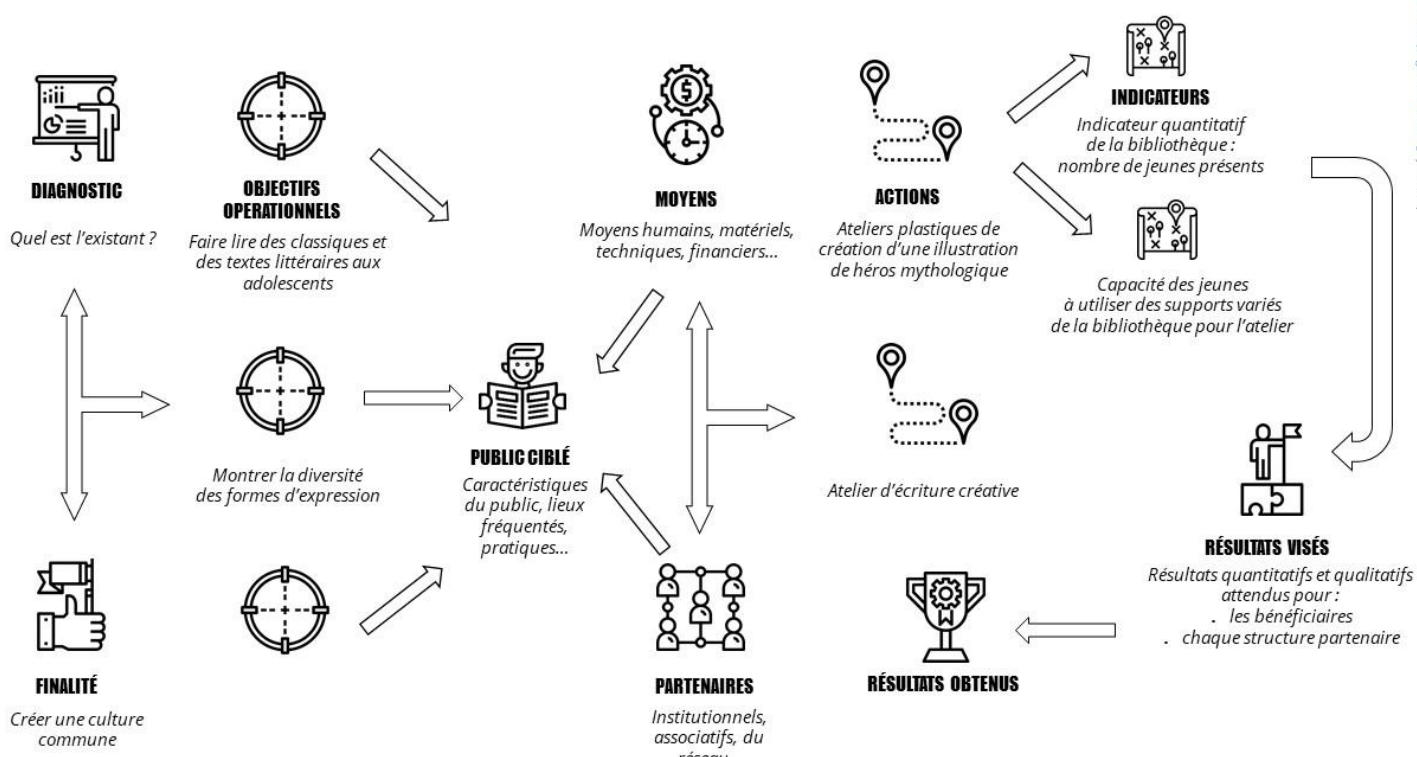 DIAGNOSTIC
Quel est l'existant ?
OBJECTIFS
OPERATIONNELS
Faire lire des classiques et
des textes littéraires aux
adolescents
MOYENS
Moyens humains, matériels,
techniques, financiers...
ACTIONS
Ateliers plastiques de
création d'une illustration
de héros mythologique
INDICATEURS
Indicateur quantitatif
de la bibliothèque :
nombre de jeunes présents
Capacité des jeunes
à utiliser des supports variés
de la bibliothèque pour l'atelier
Montrer la diversité
des formes d'expression
PUBLIC CIBLÉ
Caractéristiques
du public, lieux
fréquentés,
pratiques...
Atelier d'écriture créative
RÉSULTATS VISÉS
Résultats quantitatifs et qualitatifs
attendus pour :
. les bénéficiaires
. chaque structure partenaire
FINALITÉ
Créer une culture
commune
PARTENAIRES
Institutionnels,
associatifs, du
réseau
RÉSULTATS OBTENUS